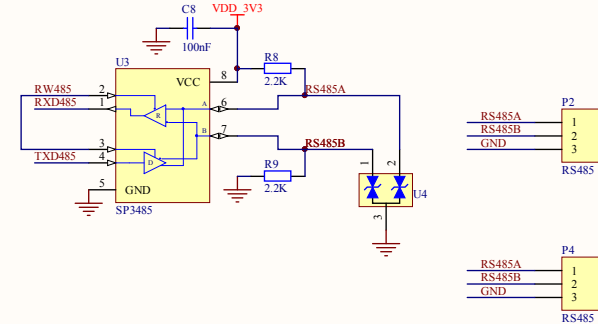 C8
VDD_3V3
100nF
U3
R8
VCC
8
2.2K
RS485A
RW485
2
RXD485
1
R
A
6
B
7
RS485B
3
TXD485
4
D
R9
2.2K
5
GND
SP3485
1
2
U4
3
P2
RS485A
1
RS485B
2
GND
3
RS485
P4
RS485A
1
RS485B
2
GND
3
RS485